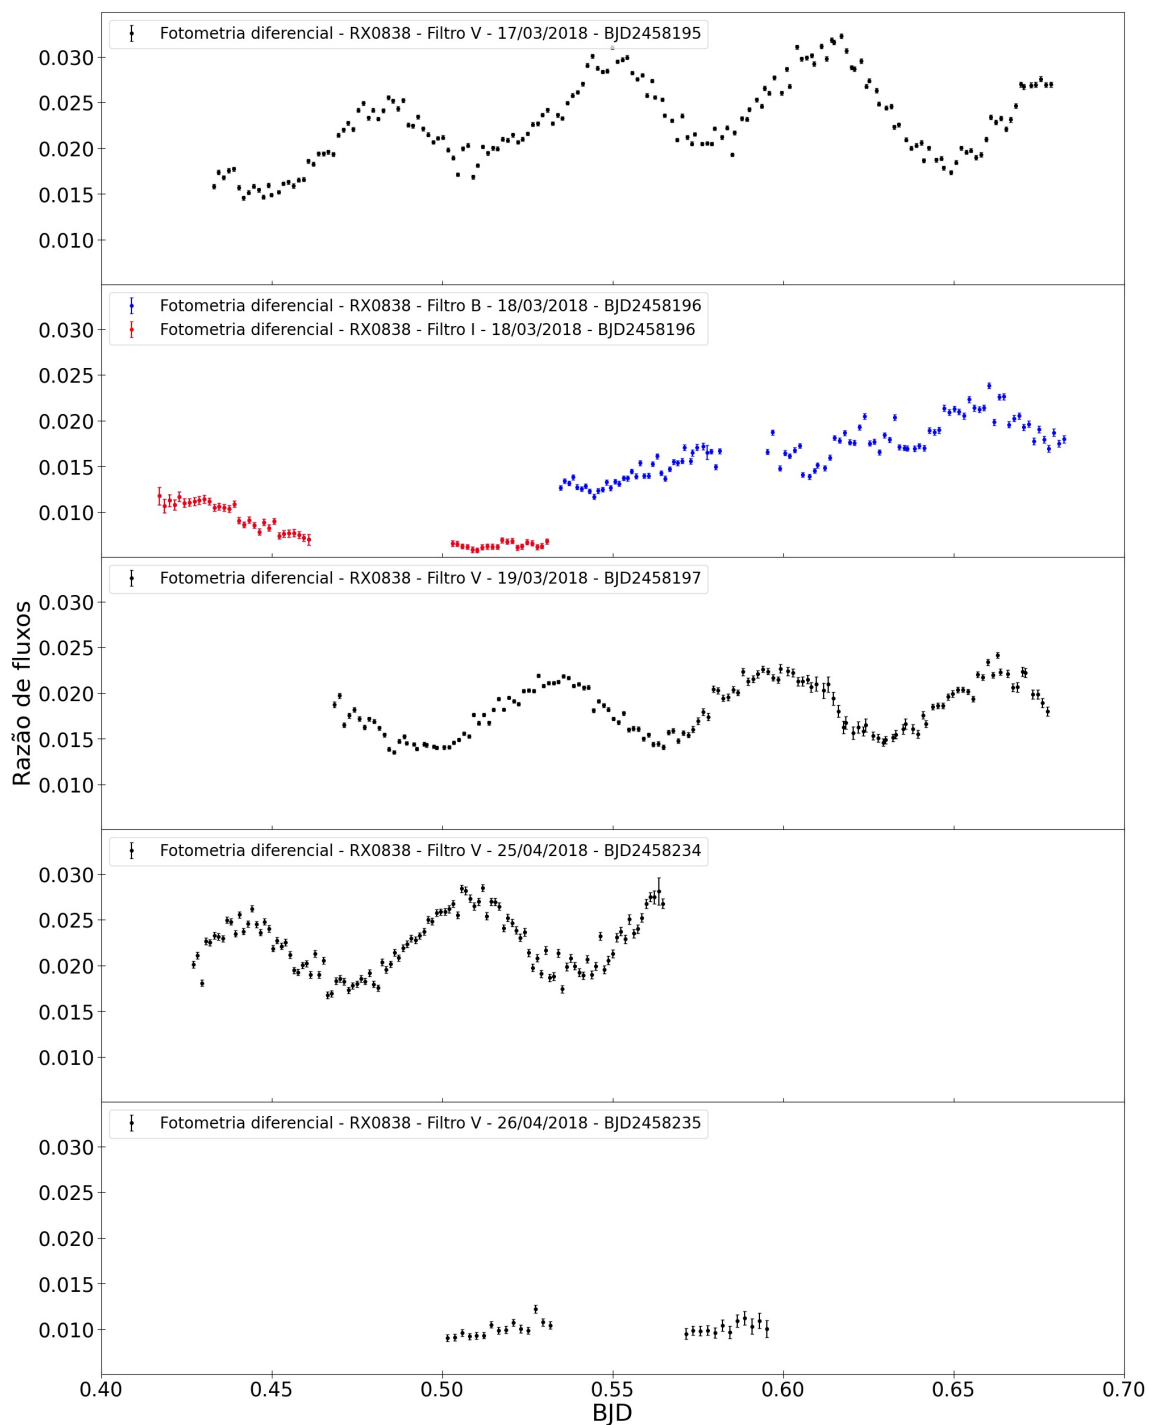 Fotometria diferencial - RX0838 - Filtro V - 17/03/2018 - BJD2458195
0.030
0.025
0.020
0.015
0.010
Fotometria diferencial - RX0838 - Filtro B - 18/03/2018 - BJD2458196
Fotometria diferencial - RX0838 - Filtro I - 18/03/2018 - BJD2458196
0.030
0.025
0.020
0.015
0.010
Fotometria diferencial - RX0838 - Filtro V - 19/03/2018 - BJD2458197
0.030
0.025
0.020
0.015
0.010
Razão de fluxos
Fotometria diferencial - RX0838 - Filtro V - 25/04/2018 - BJD2458234
0.030
0.025
0.020
0.015
0.010
Fotometria diferencial - RX0838 - Filtro V - 26/04/2018 - BJD2458235
0.030
0.025
0.020
0.015
0.010
0.40 0.45 0.50 0.55 0.60 0.65 0.70
BJD